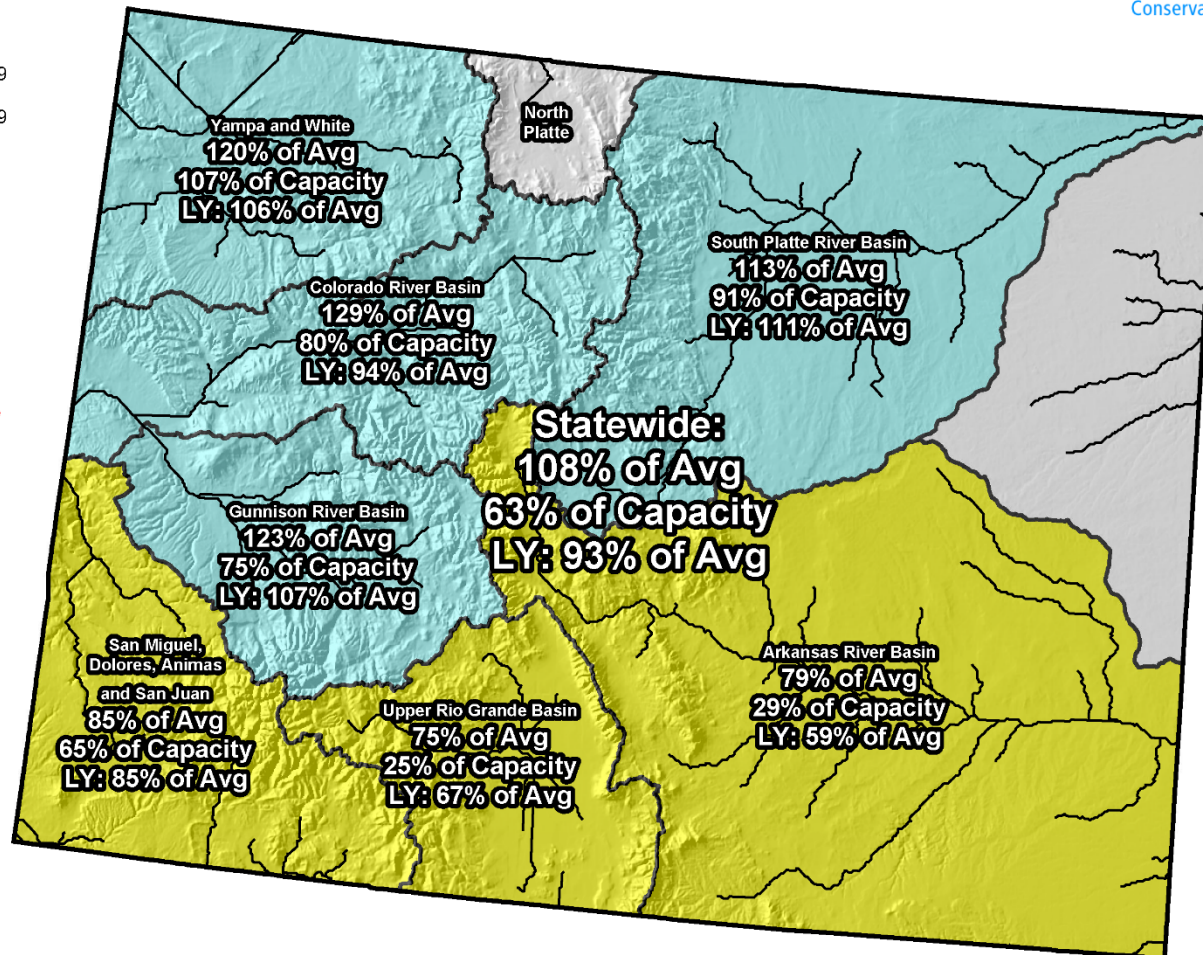 Conserva
9
9
North
Platte
Yampa and White
120% of Avg
107% of Capacity
LY: 106% of Avg
South Platte River Basin
113% of Avg
91% of Capacity
LY: 111% of Avg
Colorado River Basin
129% of Avg
80% of Capacity
LY: 94% of Avg
Statewide:
108% of Avg
63% of Capacity
LY: 93% of Avg
Gunnison River Basin
123% of Avg
75% of Capacity
LY: 107% of Avg
San Miguel,
Dolores, Animas
and San Juan
85% of Avg
65% of Capacity
LY: 85% of Avg
Upper Rio Grande Basin
75% of Avg
25% of Capacity
LY: 67% of Avg
Arkansas River Basin
79% of Avg
29% of Capacity
LY: 59% of Avg